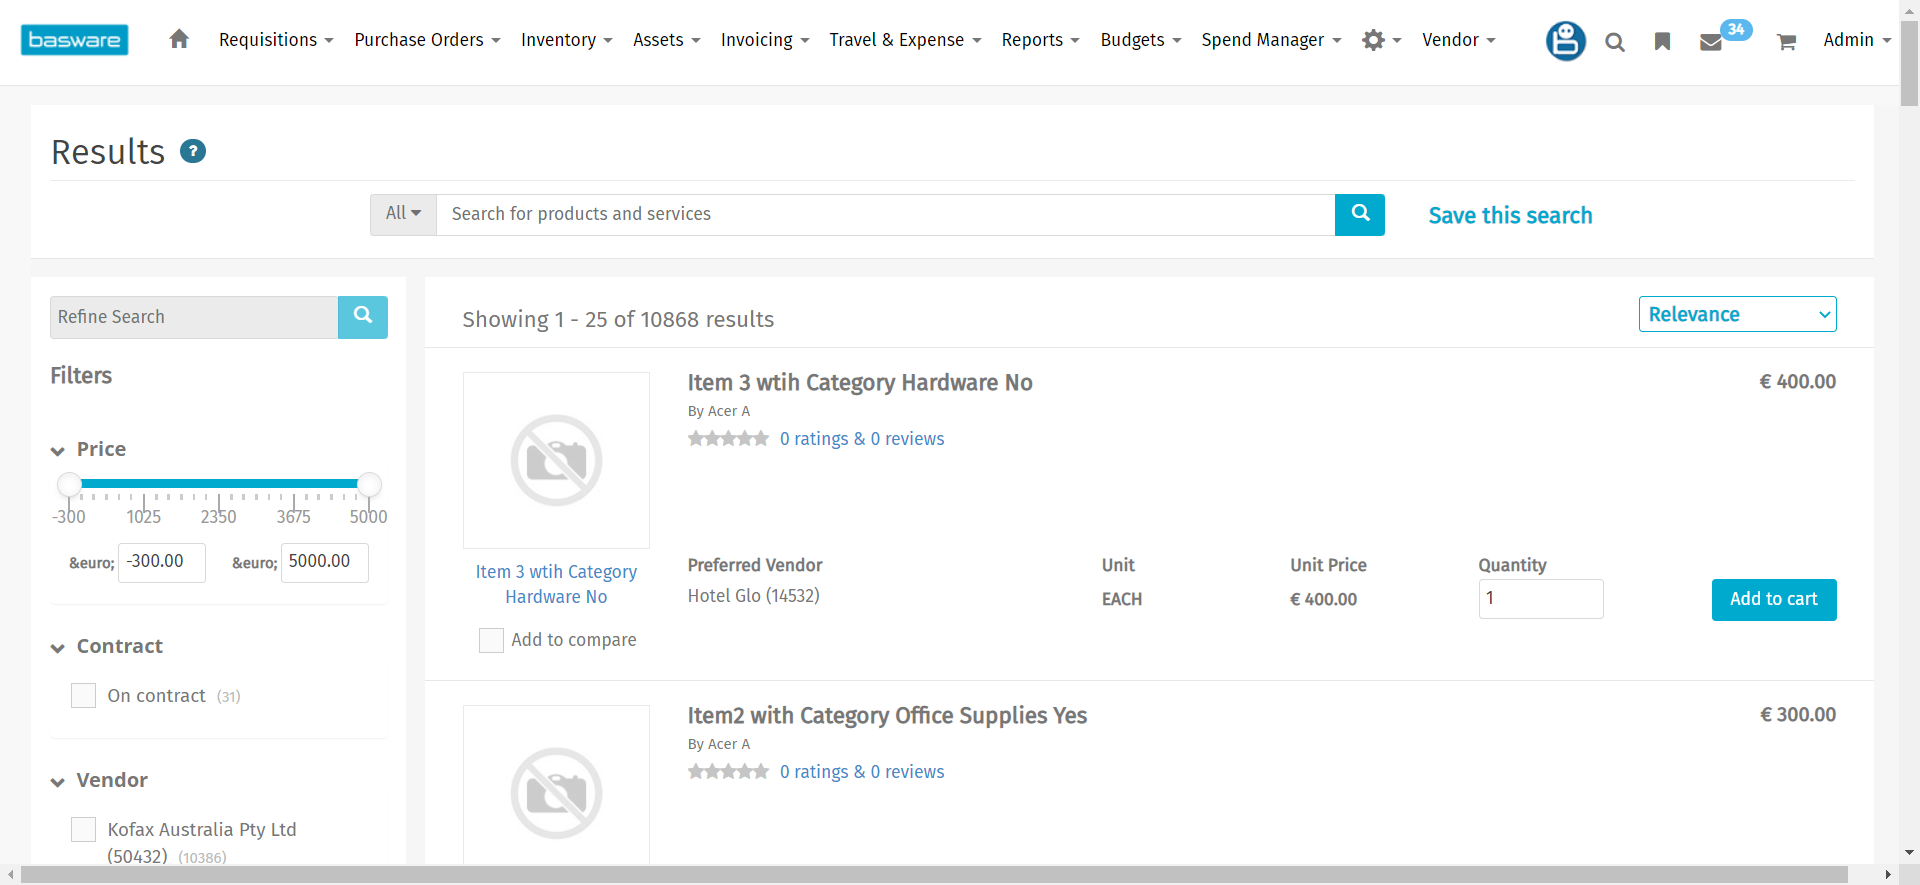 basware
Requisitions
Purchase Orders
Inventory
Assets
Invoicing
Travel & Expense
Reports
Budgets
Spend Manager
Vendor
34
Admin
Results ?
All
Search for products and services
Save this search
Refine Search
Filters
Price
-300 1025 2350 3675 5000
&euro; -300.00 &euro; 5000.00
Contract
On contract (31)
Vendor
Kofax Australia Pty Ltd
(50432) (10386)
Showing 1 - 25 of 10868 results
Relevance
Item 3 wtih Category Hardware No
€ 400.00
By Acer A
0 ratings & 0 reviews
Item 3 wtih Category
Hardware No
Add to compare
Preferred Vendor
Hotel Glo (14532)
Unit
EACH
Unit Price
€ 400.00
Quantity
1
Add to cart
Item2 with Category Office Supplies Yes
€ 300.00
By Acer A
0 ratings & 0 reviews